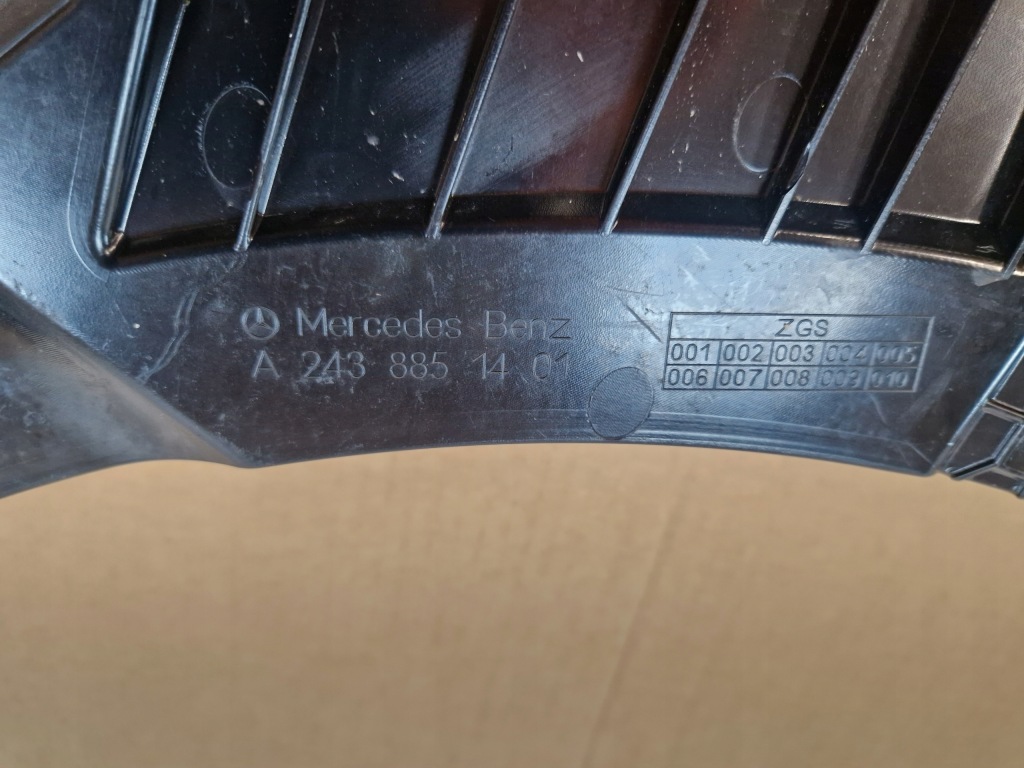 Mercedes Benz
A 243 885 14 01
ZGS
001 002 003 004 005
006 007 008 009 010